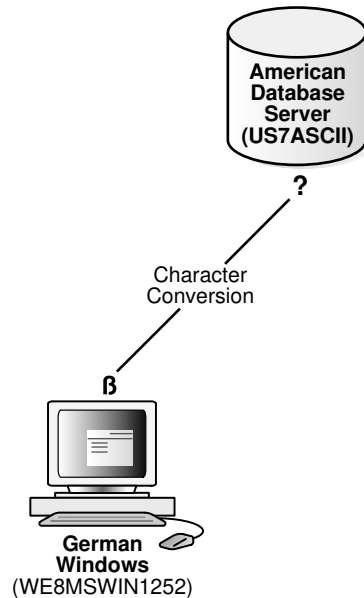 American
Database
Server
(US7ASCII)
?
Character
Conversion
ß
German
Windows
(WE8MSWIN1252)